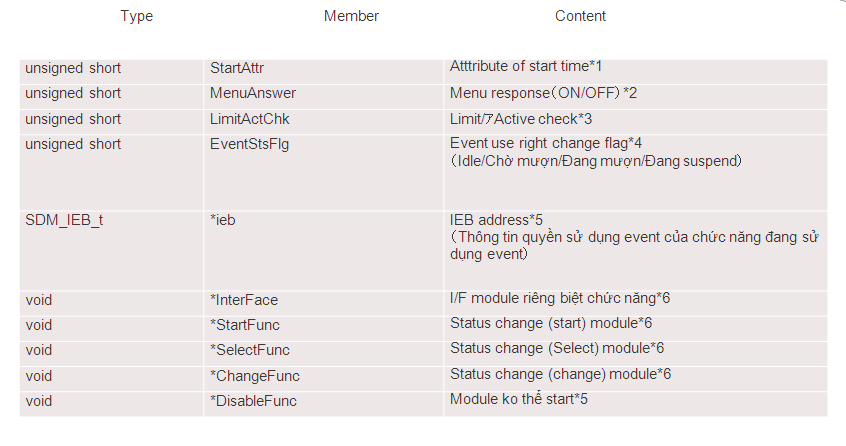 Type Member Content
unsigned short StartAttr Atttribute of start time*1
unsigned short MenuAnswer Menu response（ON/OFF）*2
unsigned short LimitActChk Limit/アActive check*3
unsigned short EventStsFlg Event use right change flag*4
（Idle/Chờ mượn/Đang mượn/Đang suspend）
SDM_IEB_t *ieb IEB address*5
（Thông tin quyền sử dụng event của chức năng đang sử
dụng event）
void *InterFace I/F module riêng biệt chức năng*6
void *StartFunc Status change (start) module*6
void *SelectFunc Status change (Select) module*6
void *ChangeFunc Status change (change) module*6
void *DisableFunc Module ko thể start*5